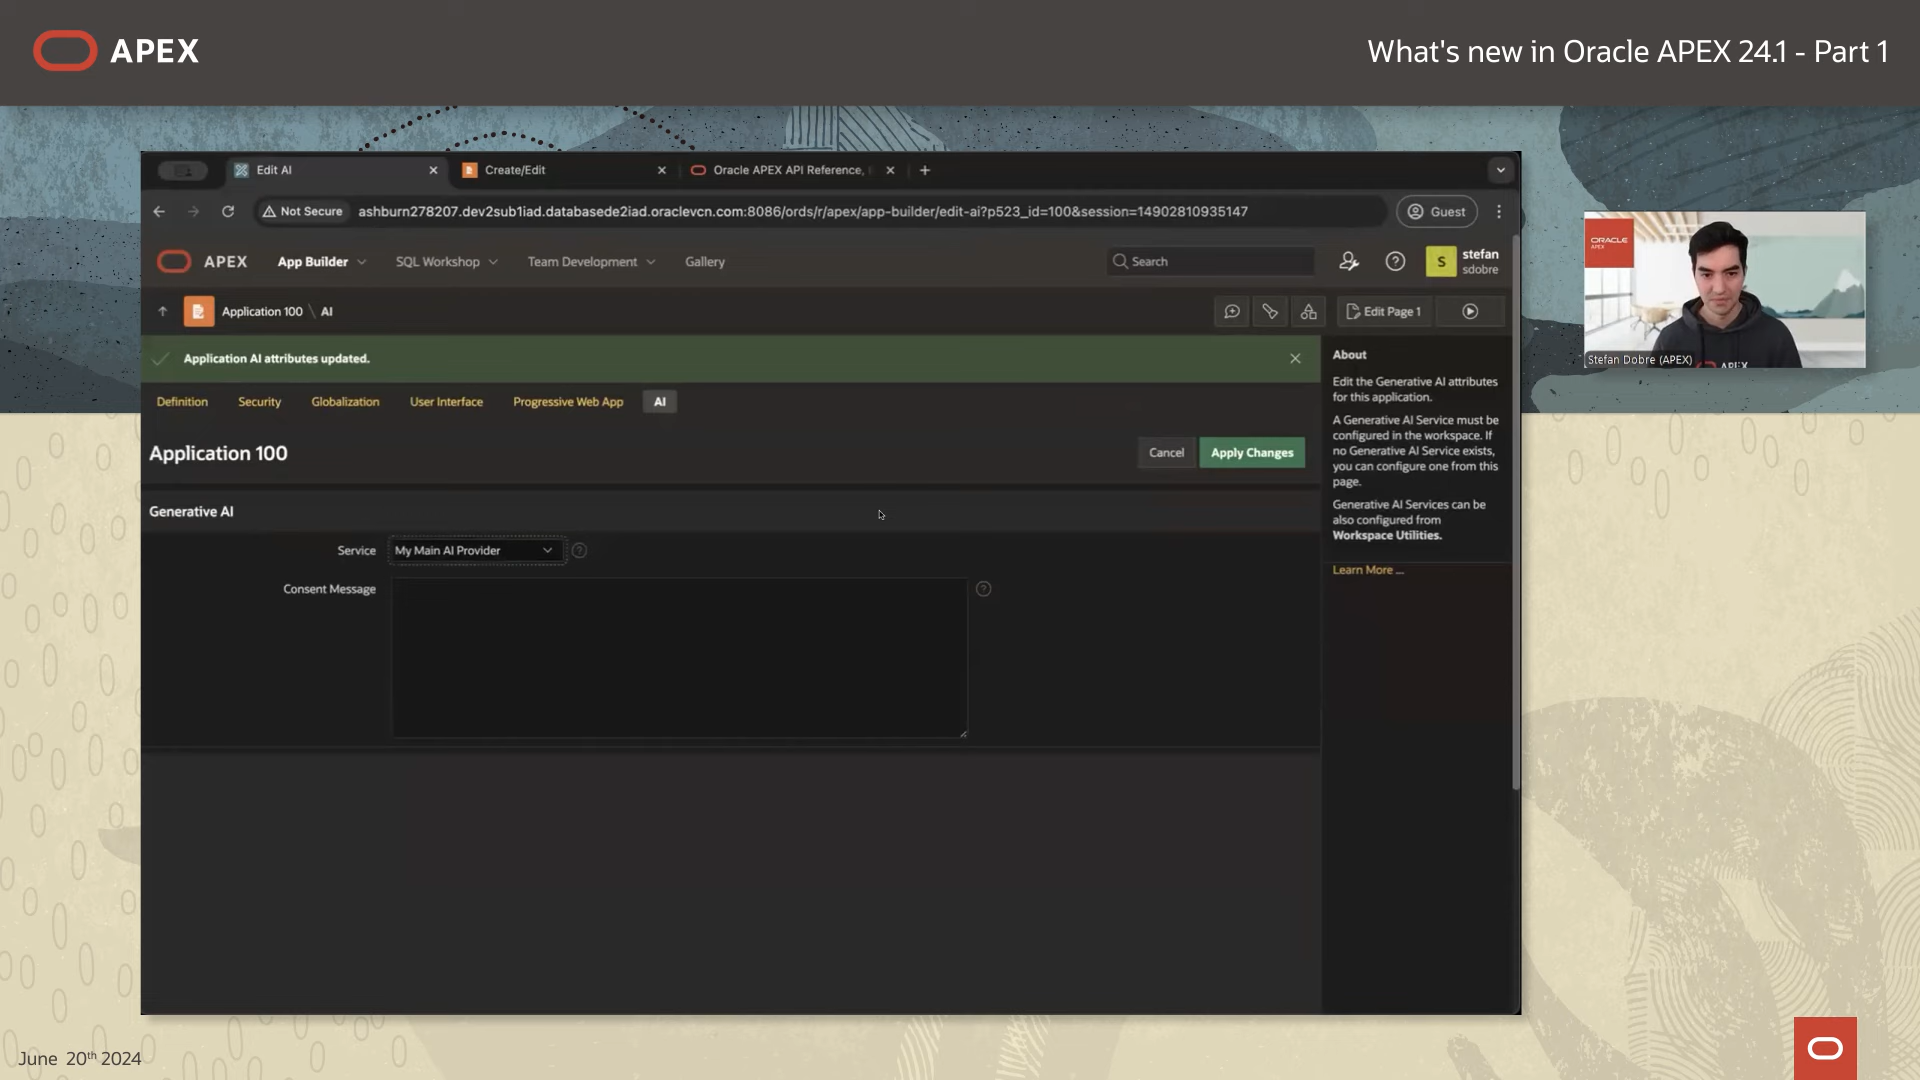 APEX
What's new in Oracle APEX 24.1 - Part 1
Edit AI
Create/Edit
Oracle APEX API Reference,
Not Secure
ashburn278207.dev2sub1iad.databasede2iad.oraclevcn.com:8086/ords/r/apex/app-builder/edit-ai?p523_id=100&session=14902810935147
Guest
APEX
App Builder
SQL Workshop
Team Development
Gallery
Search
S
stefan
sdobre
Application 100 \ AI
Edit Page 1
Application AI attributes updated.
Definition
Security
Globalization
User Interface
Progressive Web App
AI
Application 100
Cancel
Apply Changes
Generative AI
Service
My Main AI Provider
Consent Message
About
Edit the Generative AI attributes
for this application.
A Generative AI Service must be
configured in the workspace. If
no Generative AI Service exists,
you can configure one from this
page.
Generative AI Services can be
also configured from
Workspace Utilities.
Learn More ...
ORACLE
APEX
APEX
Stefan Dobre (APEX)
June 20th 2024